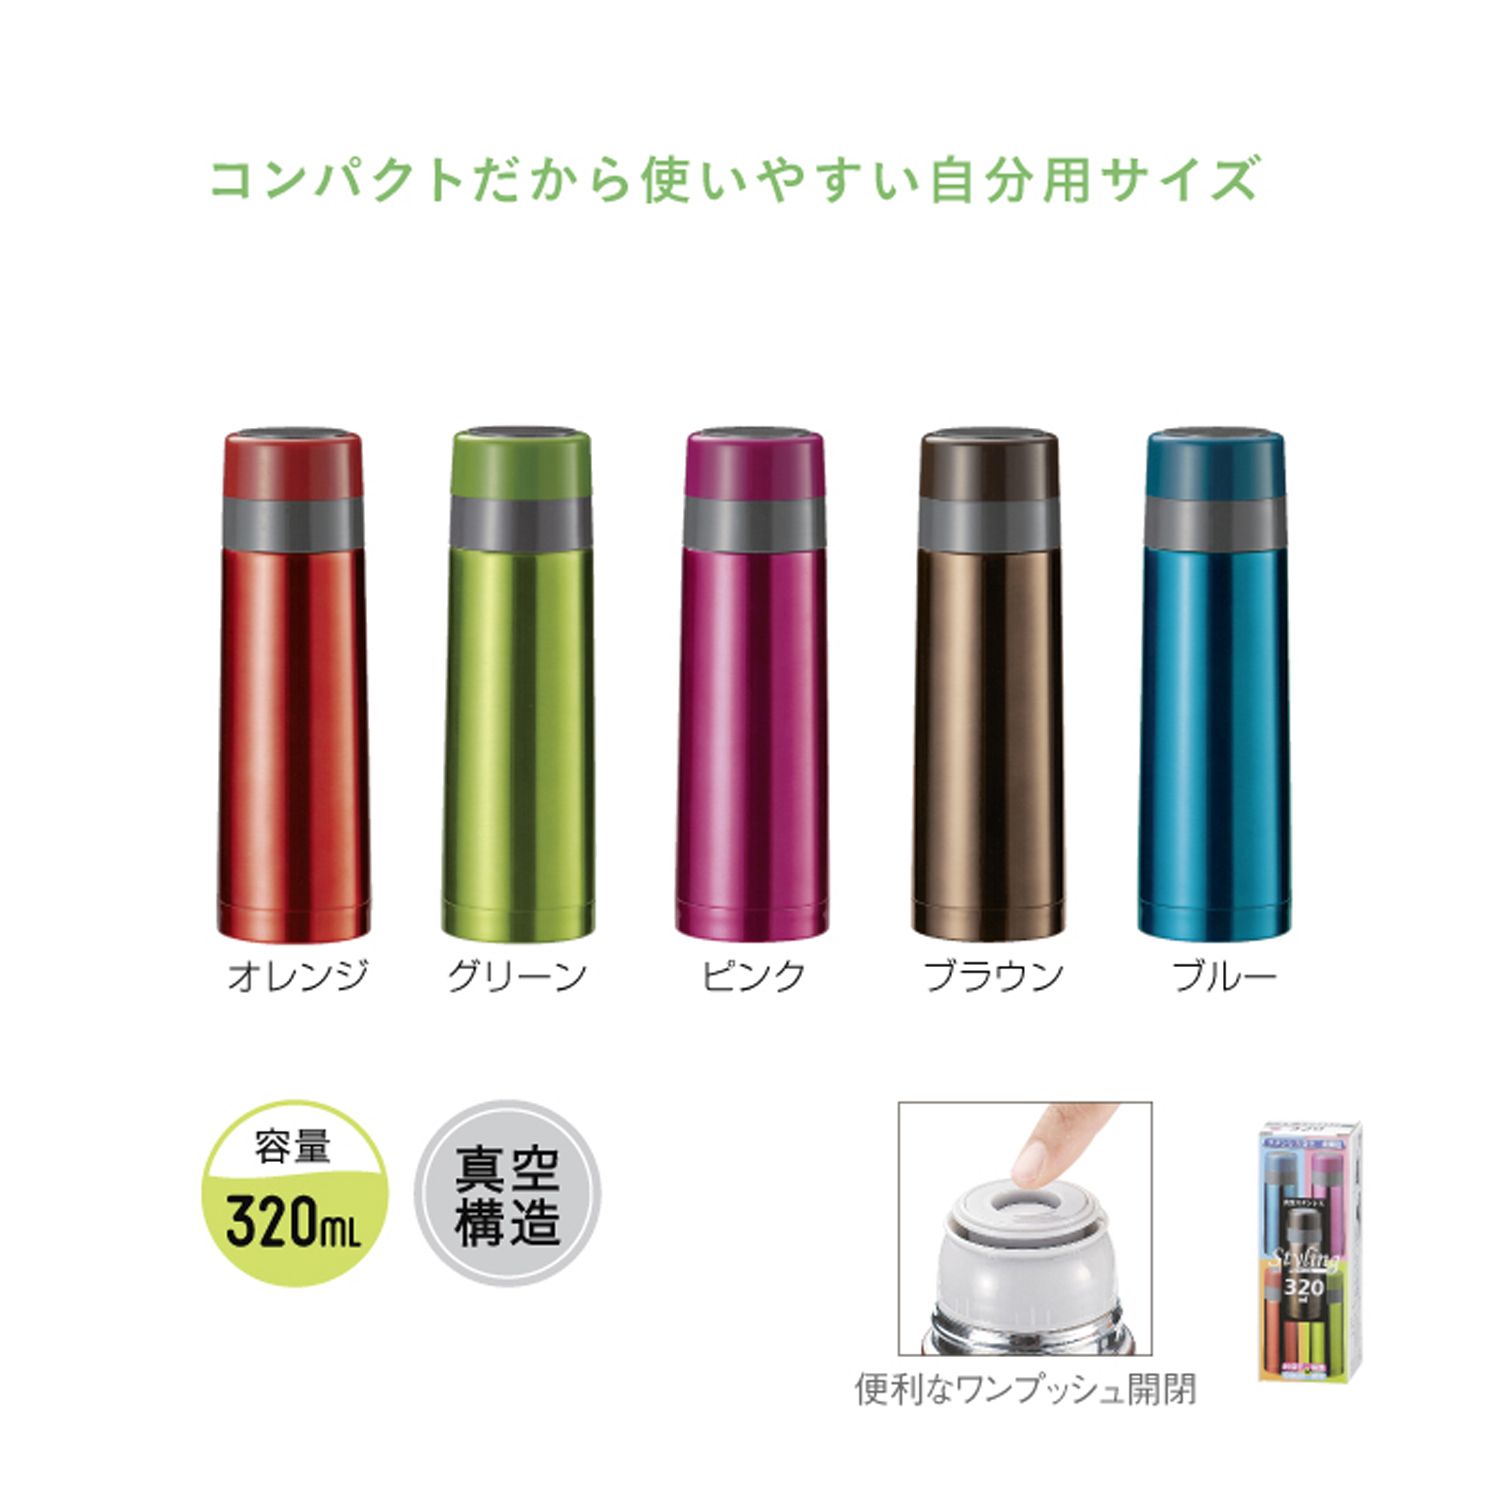 コンパクトだから使いやすい自分用サイズ
オレンジ
グリーン
ピンク
ブラウン
ブルー
容量
320mL
真空
構造
便利なワンプッシュ開閉
320
Styling
320
ml